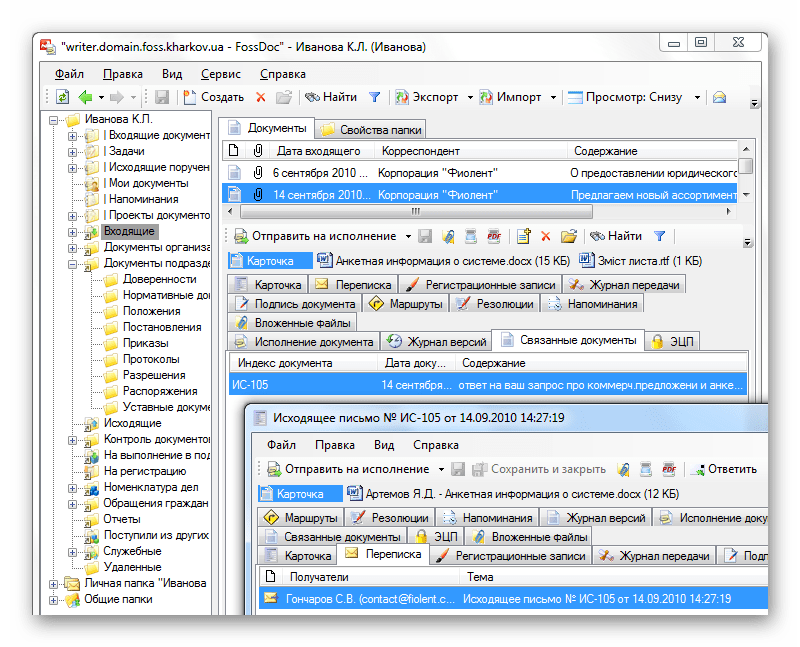 "writer.domain.foss.kharkov.ua - FossDoc" - Иванова К.Л. (Иванова)
Файл Правка Вид Сервис Справка
Создать Найти Экспорт Импорт Просмотр: Снизу
Иванова К.Л.
Входящие документ
Задачи
Исходящие поручен
Мои документы
Напоминания
Проекты документо
Входящие
Документы организа
Документы подразде
Доверенности
Нормативные до
Положения
Постановления
Приказы
Протоколы
Разрешения
Распоряжения
Уставные докуме
Исходящие
Контроль документо
На выполнение в под
На регистрацию
Номенклатура дел
Обращения граждан
Отчеты
Поступили из других
Служебные
Удаленные
Личная папка "Иванова
Общие папки
Документы Свойства папки
Дата входящего Корреспондент Содержание
6 сентября 2010 ... Корпорация "Фиолент" О предоставлении юридическог
14 сентября 2010... Корпорация "Фиолент" Предлагаем новый ассортимент
Отправить на исполнение PDF Найти
Карточка Анкетная информация о системе.docx (15 КБ) Зміст листа.rtf (1 КБ)
Карточка Переписка Регистрационные записи Журнал передачи
Подпись документа Маршруты Резолюции Напоминания
Вложенные файлы
Исполнение документа Журнал версий Связанные документы ЭЦП
Индекс документа Дата доку... Содержание
ИС-105 14 сентября... ответ на ваш запрос про коммерч.предложени и анке...
Исходящее письмо № ИС-105 от 14.09.2010 14:27:19
Файл Правка Вид Справка
Отправить на исполнение Сохранить и закрыть PDF Ответить
Карточка Артемов Я.Д. - Анкетная информация о системе.docx (12 КБ)
Маршруты Резолюции Напоминания Журнал версий Исполнение доку
Связанные документы ЭЦП Вложенные файлы
Карточка Переписка Регистрационные записи Журнал передачи Подп
Получатели Тема
Гончаров С.В. (contact@fiolent.c... Исходящее письмо № ИС-105 от 14.09.2010 14:27:19